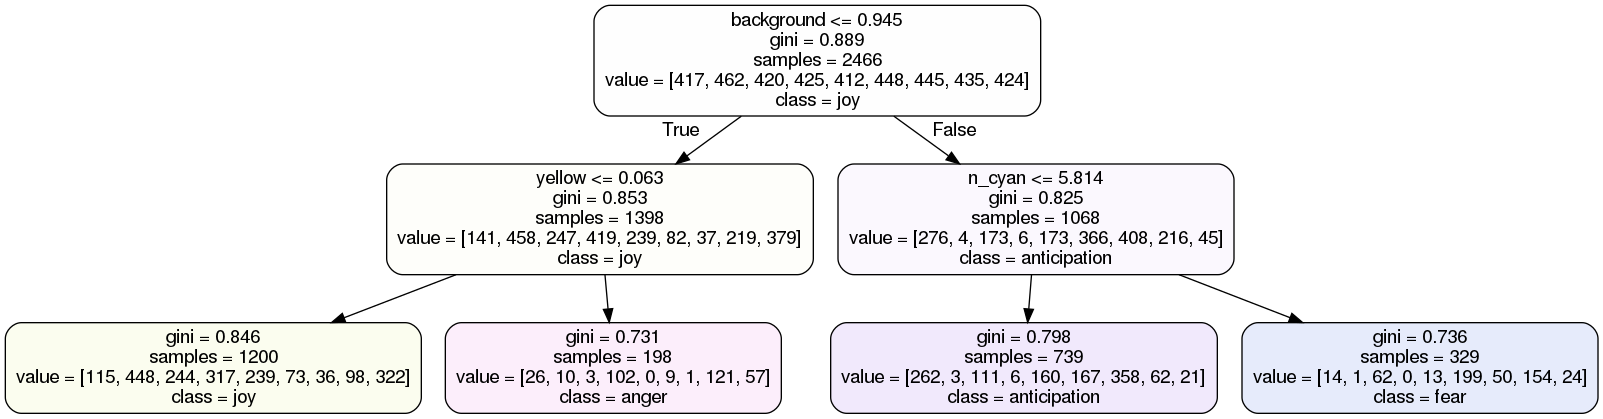 background <= 0.945
gini = 0.889
samples = 2466
value = [417, 462, 420, 425, 412, 448, 445, 435, 424]
class = joy
True
False
yellow <= 0.063
gini = 0.853
samples = 1398
value = [141, 458, 247, 419, 239, 82, 37, 219, 379]
class = joy
n_cyan <= 5.814
gini = 0.825
samples = 1068
value = [276, 4, 173, 6, 173, 366, 408, 216, 45]
class = anticipation
gini = 0.846
samples = 1200
value = [115, 448, 244, 317, 239, 73, 36, 98, 322]
class = joy
gini = 0.731
samples = 198
value = [26, 10, 3, 102, 0, 9, 1, 121, 57]
class = anger
gini = 0.798
samples = 739
value = [262, 3, 111, 6, 160, 167, 358, 62, 21]
class = anticipation
gini = 0.736
samples = 329
value = [14, 1, 62, 0, 13, 199, 50, 154, 24]
class = fear